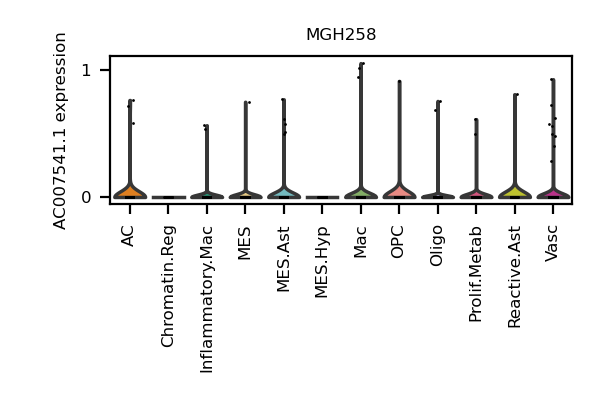 MGH258
AC007541.1 expression
1
0
AC
Chromatin.Reg
Inflammatory.Mac
MES
MES.Ast
MES.Hyp
Mac
OPC
Oligo
Prolif.Metab
Reactive.Ast
Vasc